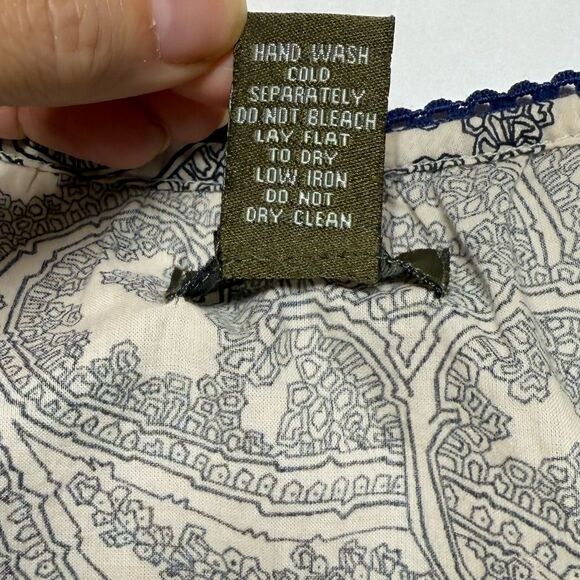 HAND WASH
COLD
SEPARATELY
DO NOT BLEACH
LAY FLAT
TO DRY
LOW IRON
DO NOT
DRY CLEAN